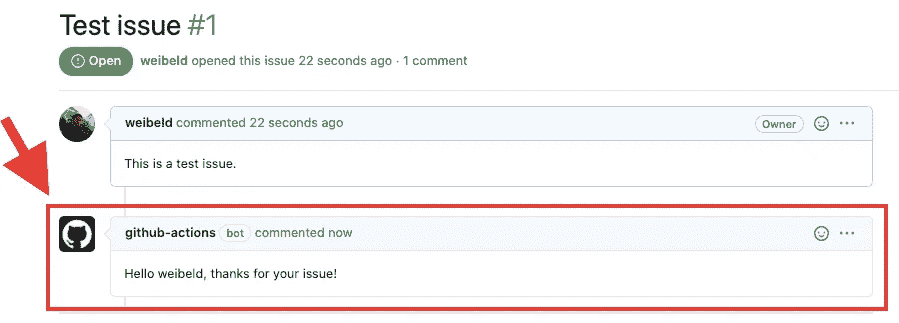 Test issue #1
Open weibeld opened this issue 22 seconds ago · 1 comment
weibeld commented 22 seconds ago Owner ···
This is a test issue.
github-actions bot commented now ···
Hello weibeld, thanks for your issue!